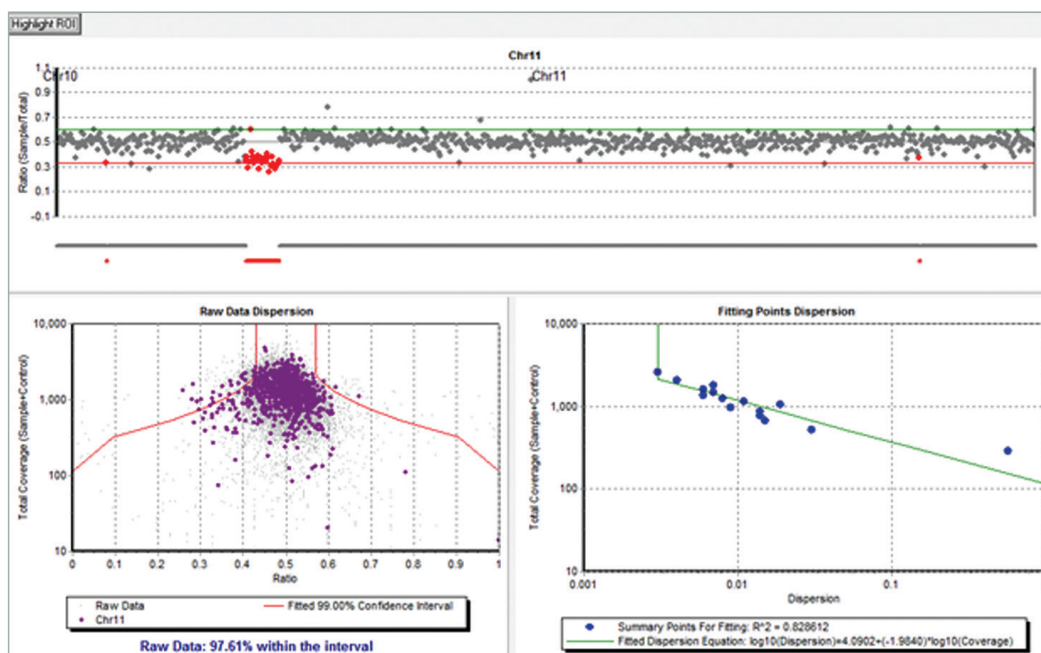 Highlight ROI
Chr11
Chr10
Chr11
Ratio (Sample/Total)
1.1
0.9
0.7
0.5
0.3
0.1
-0.1
Raw Data Dispersion
Total Coverage (Sample+Control)
10,000
1,000
100
10
0 0.1 0.2 0.3 0.4 0.5 0.6 0.7 0.8 0.9 1
Ratio
Raw Data
Fitted 99.00% Confidence Interval
Chr11
Raw Data: 97.61% within the interval
Fitting Points Dispersion
Total Coverage (Sample+Control)
10,000
1,000
100
10
0.001 0.01 0.1
Dispersion
Summary Points For Fitting: R^2 = 0.828612
Fitted Dispersion Equation: log10(Dispersion)=4.0902+(-1.9840)*log10(Coverage)